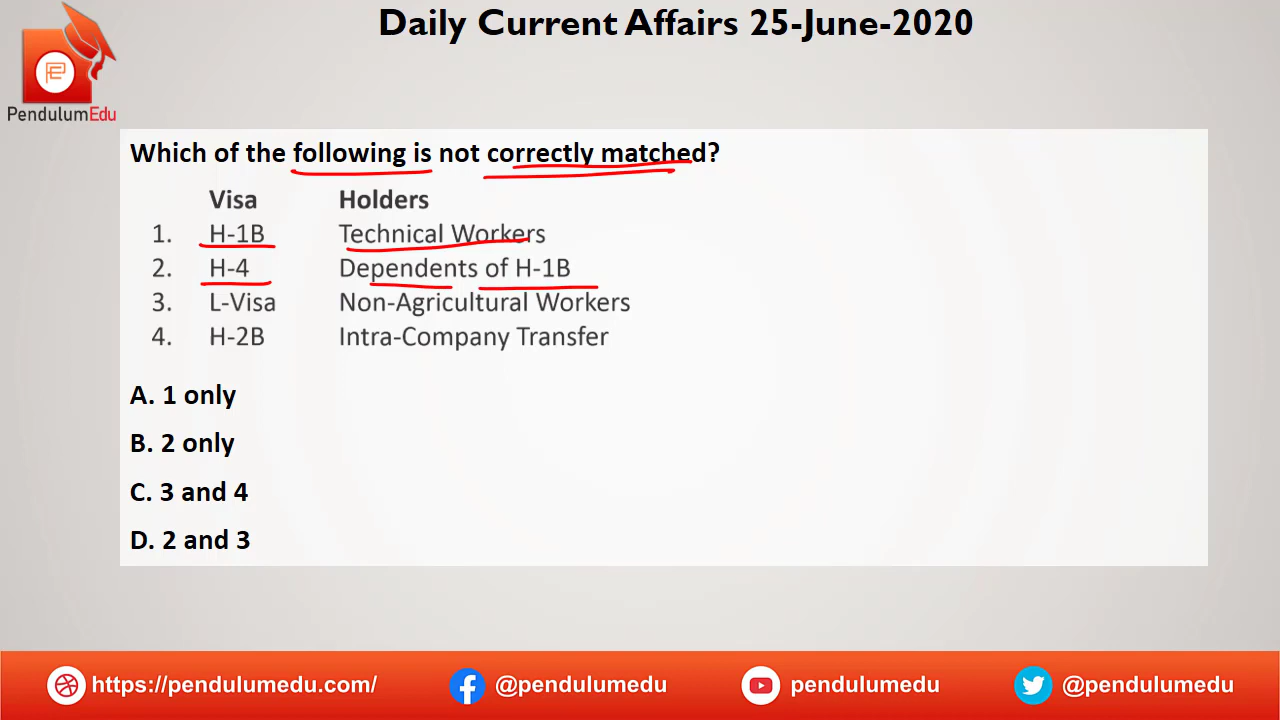 Daily Current Affairs 25-June-2020
PendulumEdu
Which of the following is not correctly matched?
Visa Holders
1. H-1B Technical Workers
2. H-4 Dependents of H-1B
3. L-Visa Non-Agricultural Workers
4. H-2B Intra-Company Transfer
A. 1 only
B. 2 only
C. 3 and 4
D. 2 and 3
https://pendulumedu.com/ @pendulumedu pendulumedu @pendulumedu